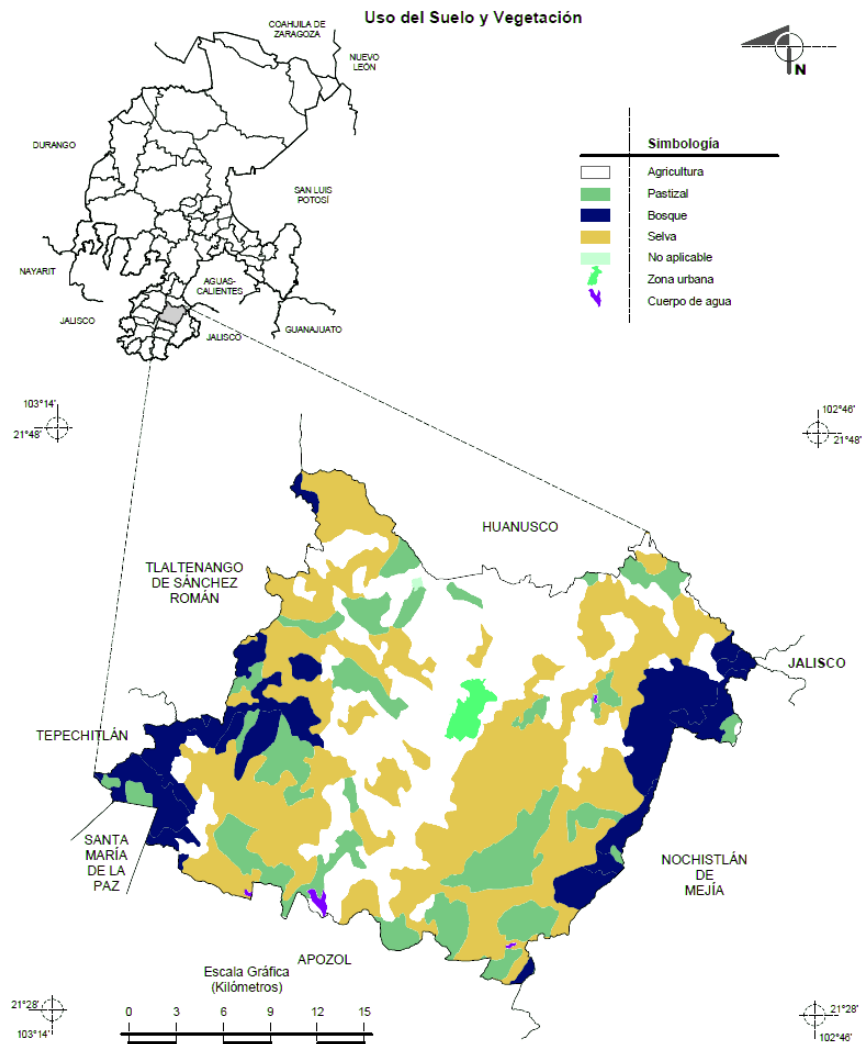 Uso del Suelo y Vegetación
COAHUILA DE
ZARAGOZA
NUEVO
LEÓN
N
DURANGO
SAN LUIS
POTOSÍ
NAYARIT
AGUAS-
CALIENTES
JALISCO
JALISCO
GUANAJUATO
Simbología
Agricultura
Pastizal
Bosque
Selva
No aplicable
Zona urbana
Cuerpo de agua
103°14'
21°48'
102°46'
21°48'
HUANUSCO
TLALTENANGO
DE SÁNCHEZ
ROMÁN
JALISCO
TEPECHITLÁN
SANTA
MARÍA
DE LA
PAZ
NOCHISTLÁN
DE
MEJÍA
APOZOL
Escala Gráfica
(Kilómetros)
0 3 6 9 12 15
21°28'
103°14'
21°28'
102°46'